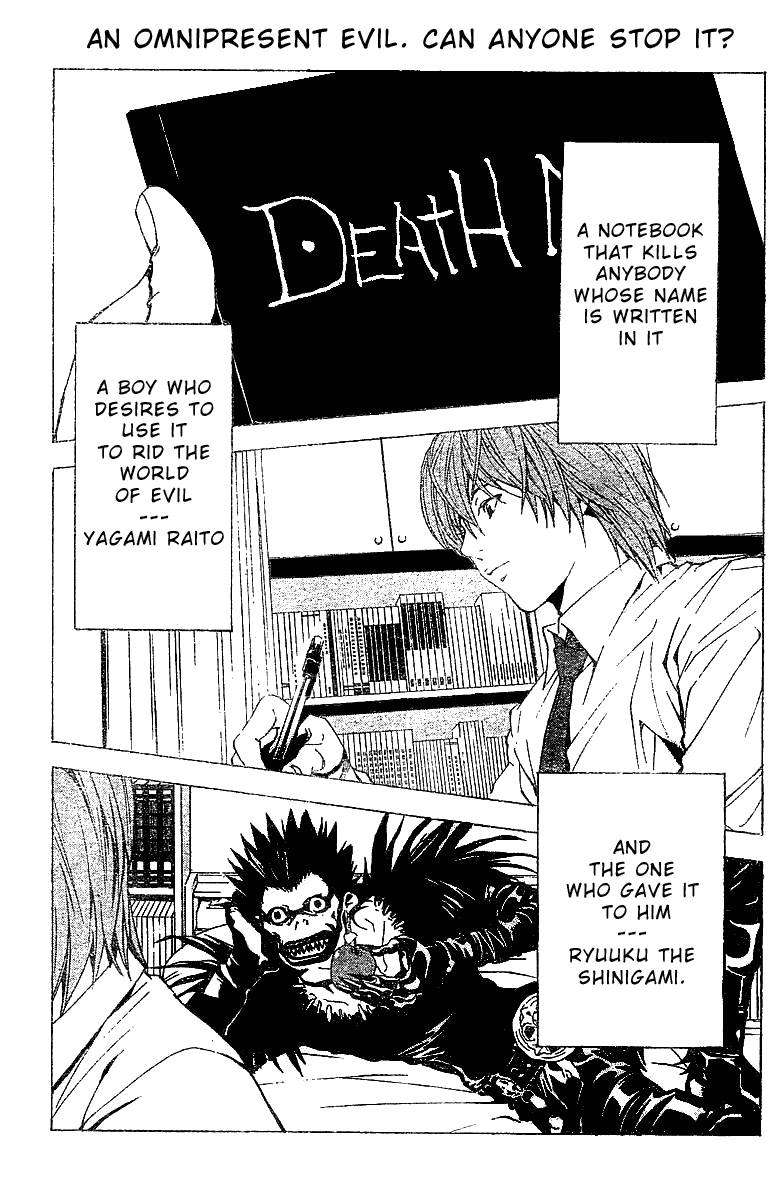 AN OMNIPRESENT EVIL. CAN ANYONE STOP IT?
DEATH N
A NOTEBOOK
THAT KILLS
ANYBODY
WHOSE NAME
IS WRITTEN
IN IT
A BOY WHO
DESIRES TO
USE IT
TO RID THE
WORLD
OF EVIL
---
YAGAMI RAITO
AND
THE ONE
WHO GAVE IT
TO HIM
---
RYUUKU THE
SHINIGAMI.